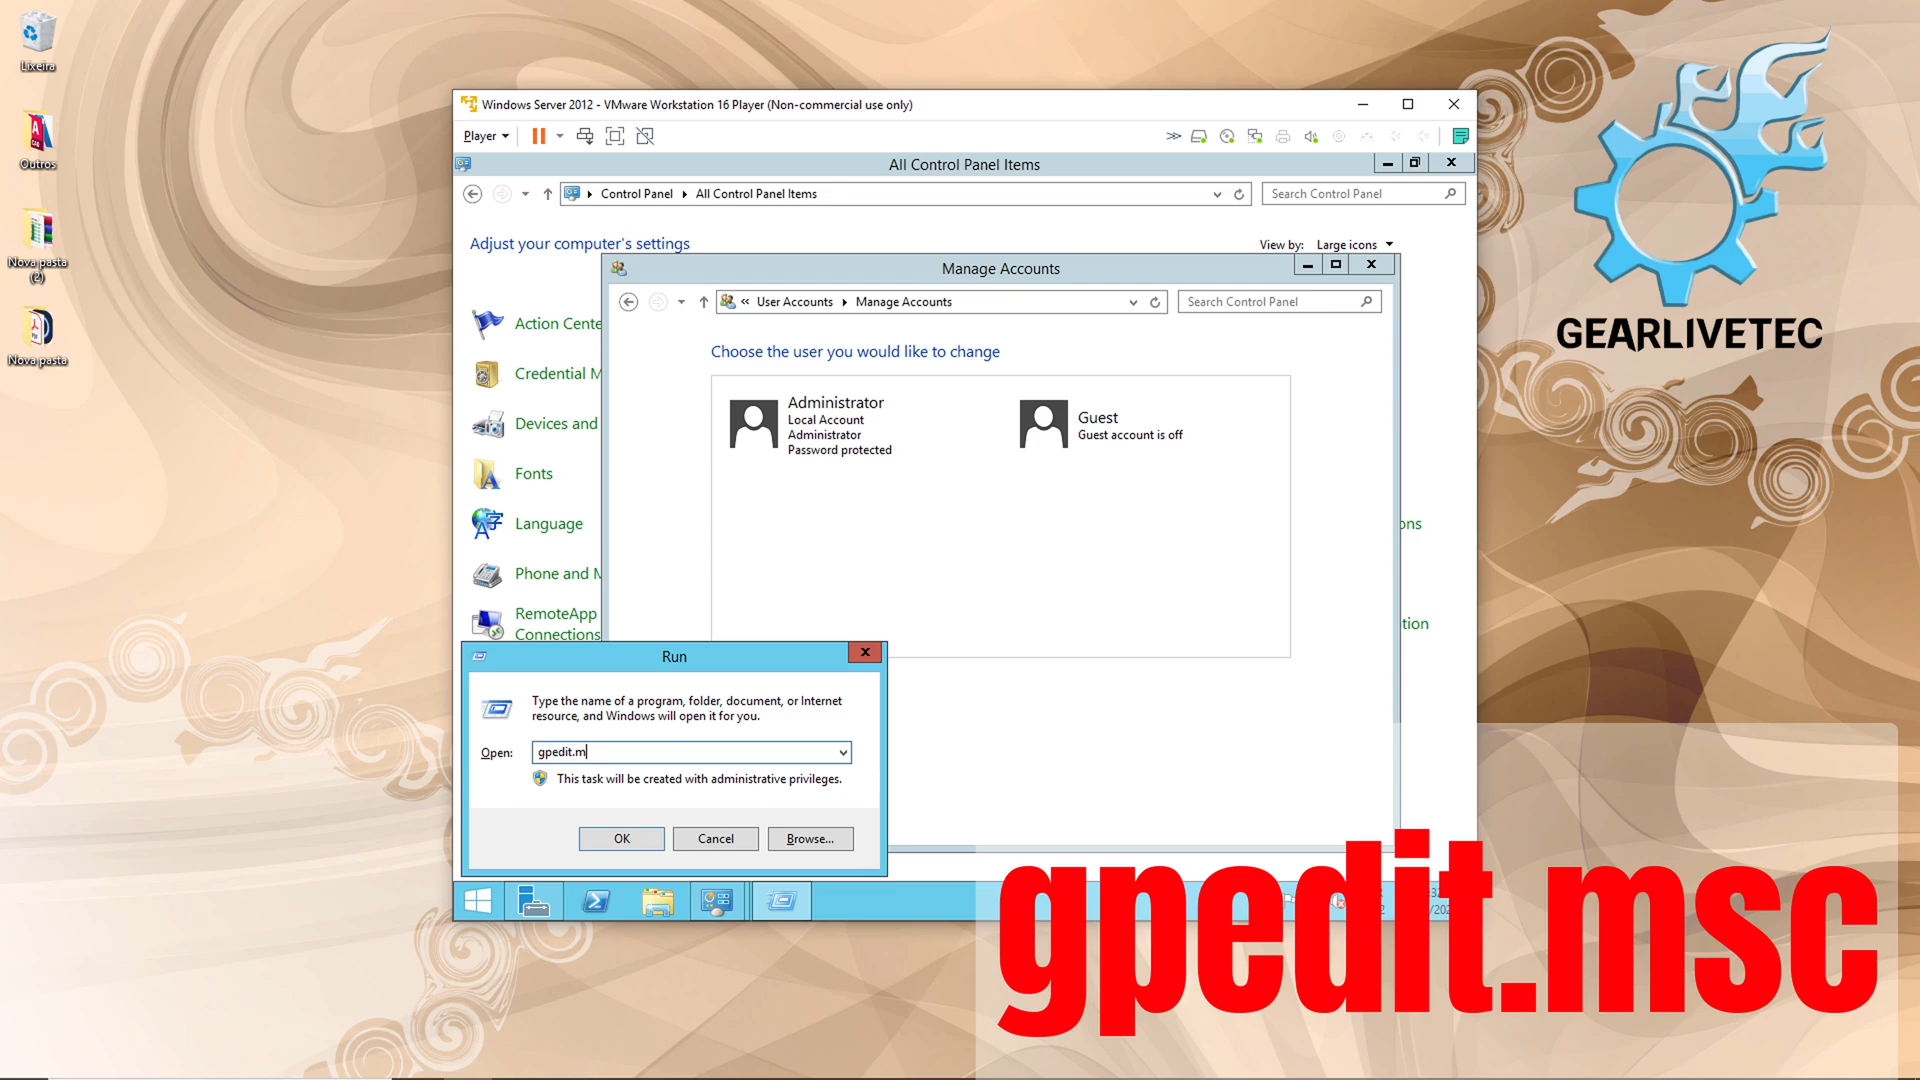 Lixeira
Outros
Nova pasta
(2)
Nova pasta
GEARLIVETEC
Windows Server 2012 - VMware Workstation 16 Player (Non-commercial use only)
Player
All Control Panel Items
Control Panel All Control Panel Items
Search Control Panel
Adjust your computer's settings
View by: Large icons
Action Cente
Credential M
Devices and
Fonts
Language
Phone and M
RemoteApp
Connections
ons
tion
Manage Accounts
« User Accounts Manage Accounts
Search Control Panel
Choose the user you would like to change
Administrator
Local Account
Administrator
Password protected
Guest
Guest account is off
Run
Type the name of a program, folder, document, or Internet
resource, and Windows will open it for you.
Open: gpedit.m
This task will be created with administrative privileges.
OK Cancel Browse...
gpedit.msc